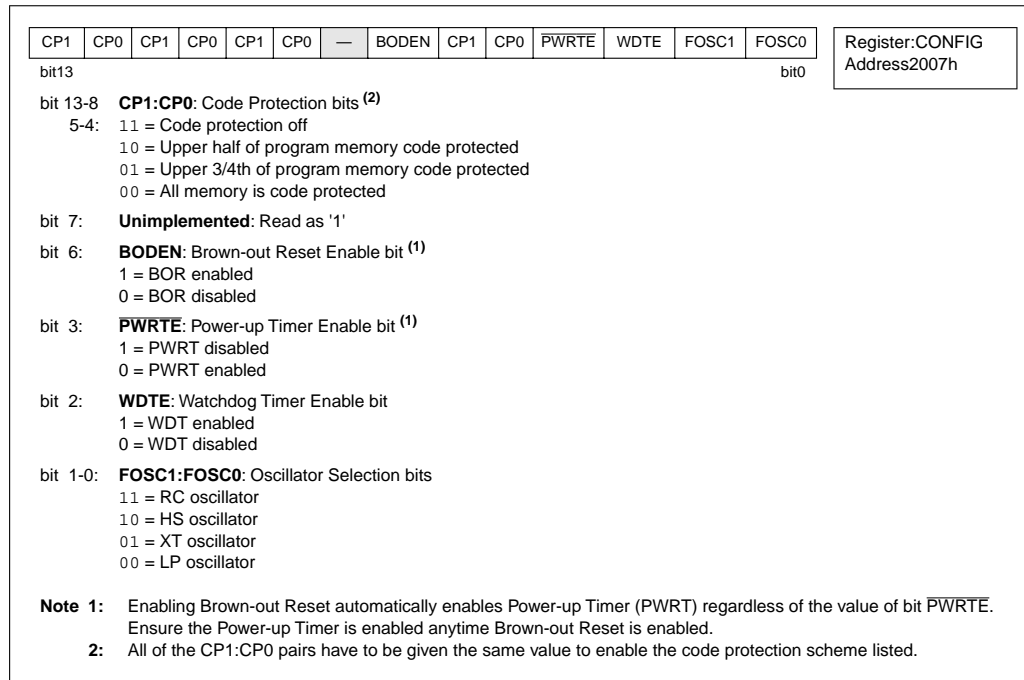 CP1 CP0 CP1 CP0 CP1 CP0 — BODEN CP1 CP0 PWRTE WDTE FOSC1 FOSC0
bit13 bit0
Register:CONFIG
Address2007h
bit 13-8 CP1:CP0: Code Protection bits (2)
5-4: 11 = Code protection off
10 = Upper half of program memory code protected
01 = Upper 3/4th of program memory code protected
00 = All memory is code protected
bit 7: Unimplemented: Read as '1'
bit 6: BODEN: Brown-out Reset Enable bit (1)
1 = BOR enabled
0 = BOR disabled
bit 3: PWRTE: Power-up Timer Enable bit (1)
1 = PWRT disabled
0 = PWRT enabled
bit 2: WDTE: Watchdog Timer Enable bit
1 = WDT enabled
0 = WDT disabled
bit 1-0: FOSC1:FOSC0: Oscillator Selection bits
11 = RC oscillator
10 = HS oscillator
01 = XT oscillator
00 = LP oscillator
Note 1: Enabling Brown-out Reset automatically enables Power-up Timer (PWRT) regardless of the value of bit PWRTE.
Ensure the Power-up Timer is enabled anytime Brown-out Reset is enabled.
2: All of the CP1:CP0 pairs have to be given the same value to enable the code protection scheme listed.